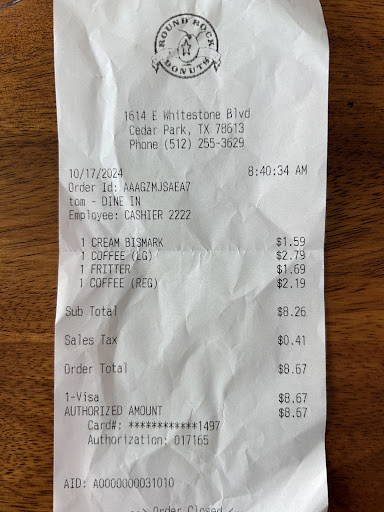 ROUND ROCK
DONUTS
1614 E Whitestone Blvd
Cedar Park, TX 78613
Phone (512) 255-3629
10/17/2024 8:40:34 AM
Order Id: AAAGZMJSAEA7
tom - DINE IN
Employee: CASHIER 2222
1 CREAM BISMARK $1.59
1 COFFEE (LG) $2.79
1 FRITTER $1.69
1 COFFEE (REG) $2.19
Sub Total $8.26
Sales Tax $0.41
Order Total $8.67
1-Visa $8.67
AUTHORIZED AMOUNT $8.67
Card#: ************1497
Authorization: 017165
AID: A0000000031010
--> Order Closed <-